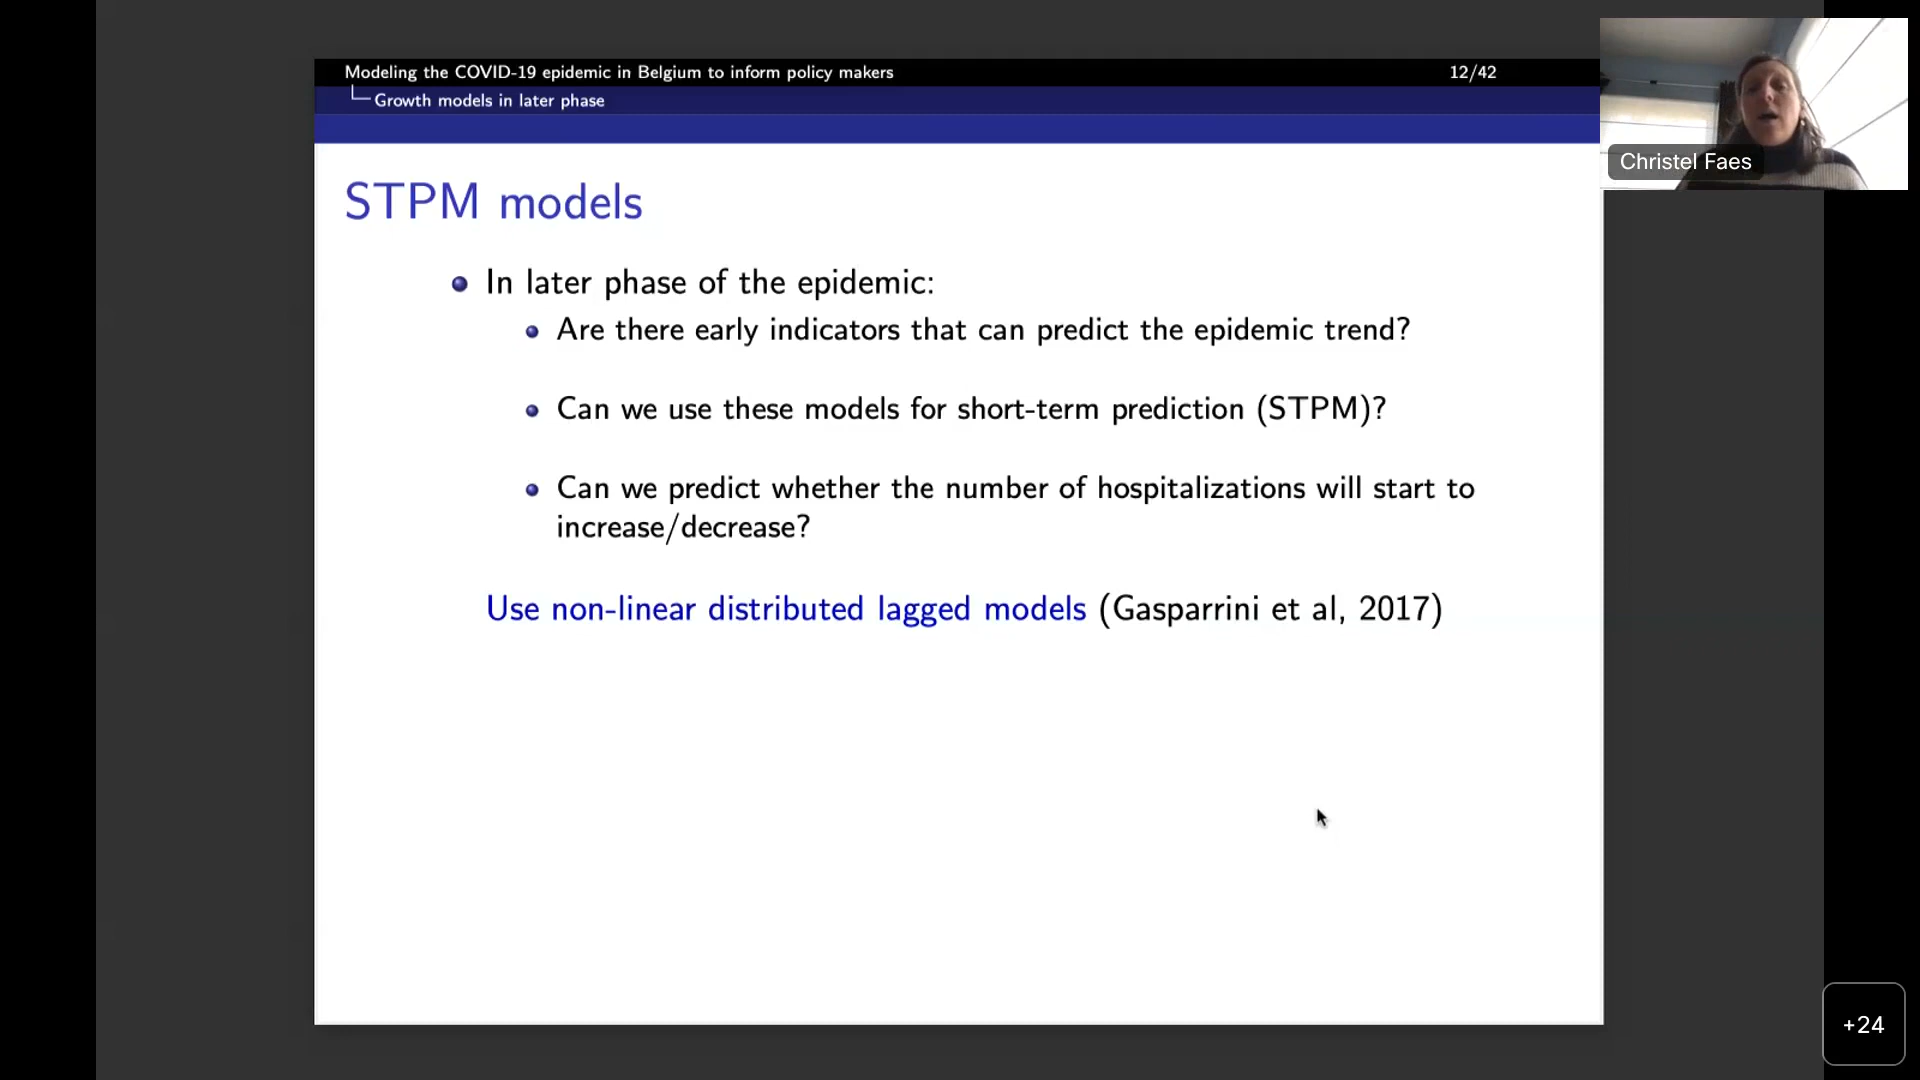 Modeling the COVID-19 epidemic in Belgium to inform policy makers 12/42
Growth models in later phase
Christel Faes
STPM models
In later phase of the epidemic:
Are there early indicators that can predict the epidemic trend?
Can we use these models for short-term prediction (STPM)?
Can we predict whether the number of hospitalizations will start to
increase/decrease?
Use non-linear distributed lagged models (Gasparrini et al, 2017)
+24